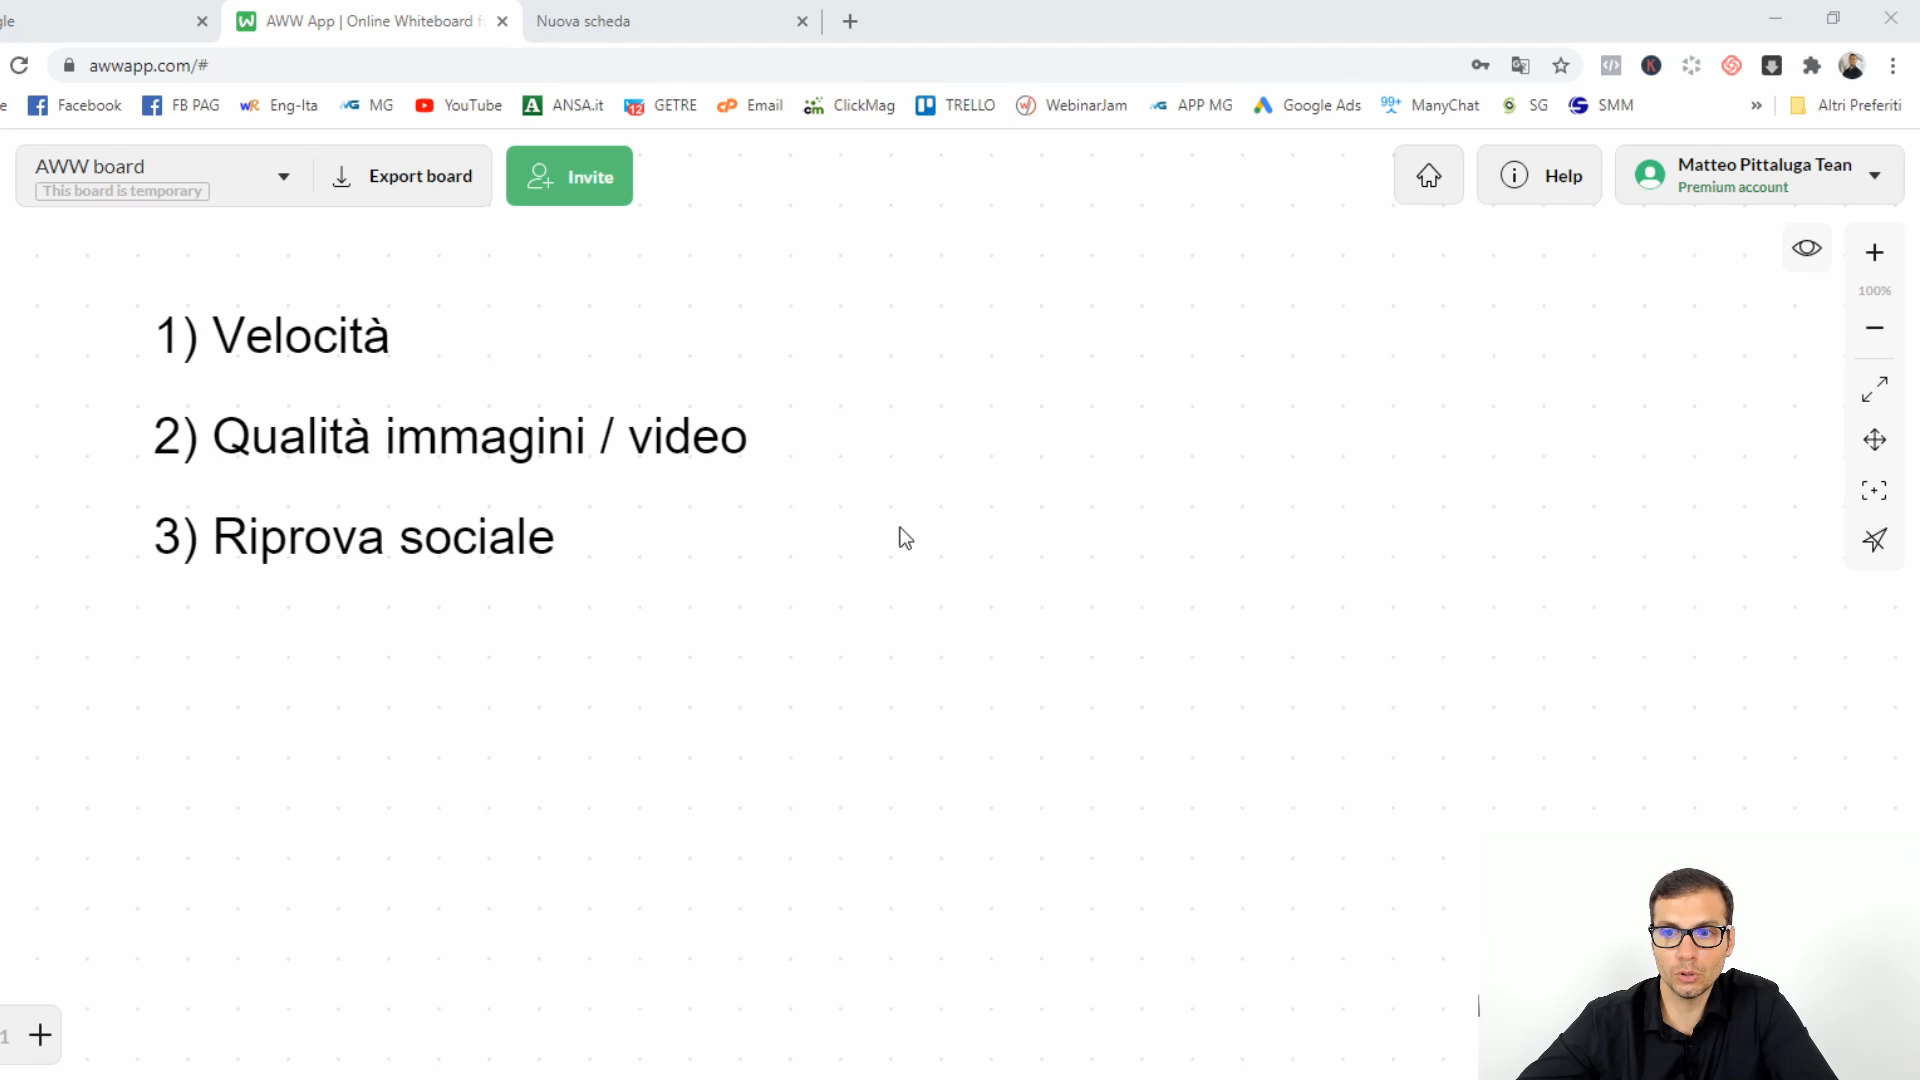 gle
AWW App | Online Whiteboard f
Nuova scheda
awwapp.com/#
e
Facebook
FB PAG
Eng-Ita
MG
YouTube
ANSA.it
GETRE
Email
ClickMag
TRELLO
WebinarJam
APP MG
Google Ads
ManyChat
SG
SMM
»
Altri Preferiti
AWW board
This board is temporary
Export board
Invite
Help
Matteo Pittaluga Tean
Premium account
100%
1) Velocità
2) Qualità immagini / video
3) Riprova sociale
1